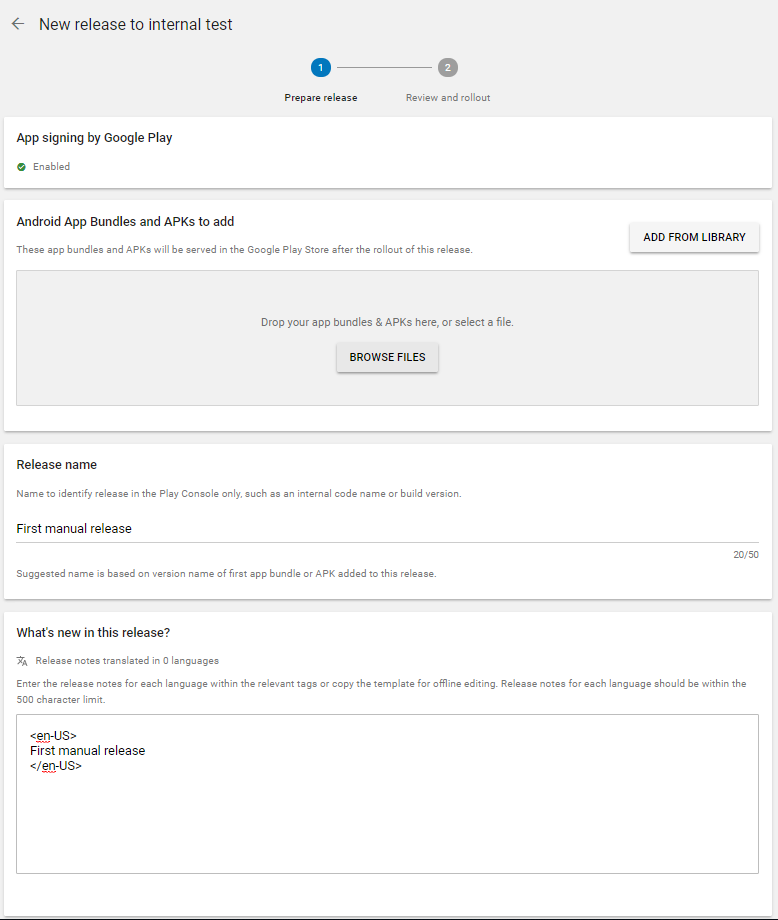 New release to internal test
1
2
Prepare release
Review and rollout
App signing by Google Play
Enabled
Android App Bundles and APKs to add
ADD FROM LIBRARY
These app bundles and APKs will be served in the Google Play Store after the rollout of this release.
Drop your app bundles & APKs here, or select a file.
BROWSE FILES
Release name
Name to identify release in the Play Console only, such as an internal code name or build version.
First manual release
20/50
Suggested name is based on version name of first app bundle or APK added to this release.
What's new in this release?
Release notes translated in 0 languages
Enter the release notes for each language within the relevant tags or copy the template for offline editing. Release notes for each language should be within the
500 character limit.
<en-US>
First manual release
</en-US>